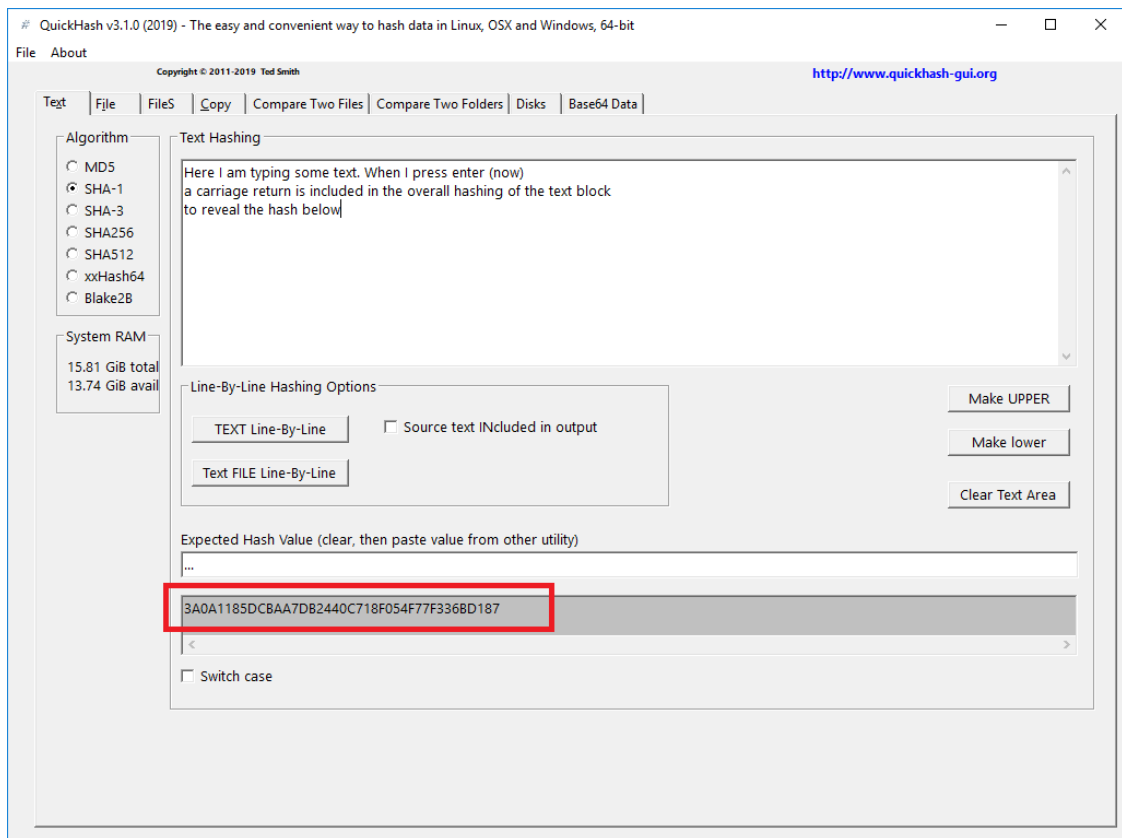 # QuickHash v3.1.0 (2019) - The easy and convenient way to hash data in Linux, OSX and Windows, 64-bit
File About
Copyright © 2011-2019 Ted Smith
http://www.quickhash-gui.org
Text File FileS Copy Compare Two Files Compare Two Folders Disks Base64 Data
Algorithm
MD5
SHA-1
SHA-3
SHA256
SHA512
xxHash64
Blake2B
System RAM
15.81 GiB total
13.74 GiB avail
Text Hashing
Here I am typing some text. When I press enter (now)
a carriage return is included in the overall hashing of the text block
to reveal the hash below
Line-By-Line Hashing Options
TEXT Line-By-Line
Source text INcluded in output
Text FILE Line-By-Line
Make UPPER
Make lower
Clear Text Area
Expected Hash Value (clear, then paste value from other utility)
...
3A0A1185DCBAA7DB2440C718F054F77F336BD187
Switch case